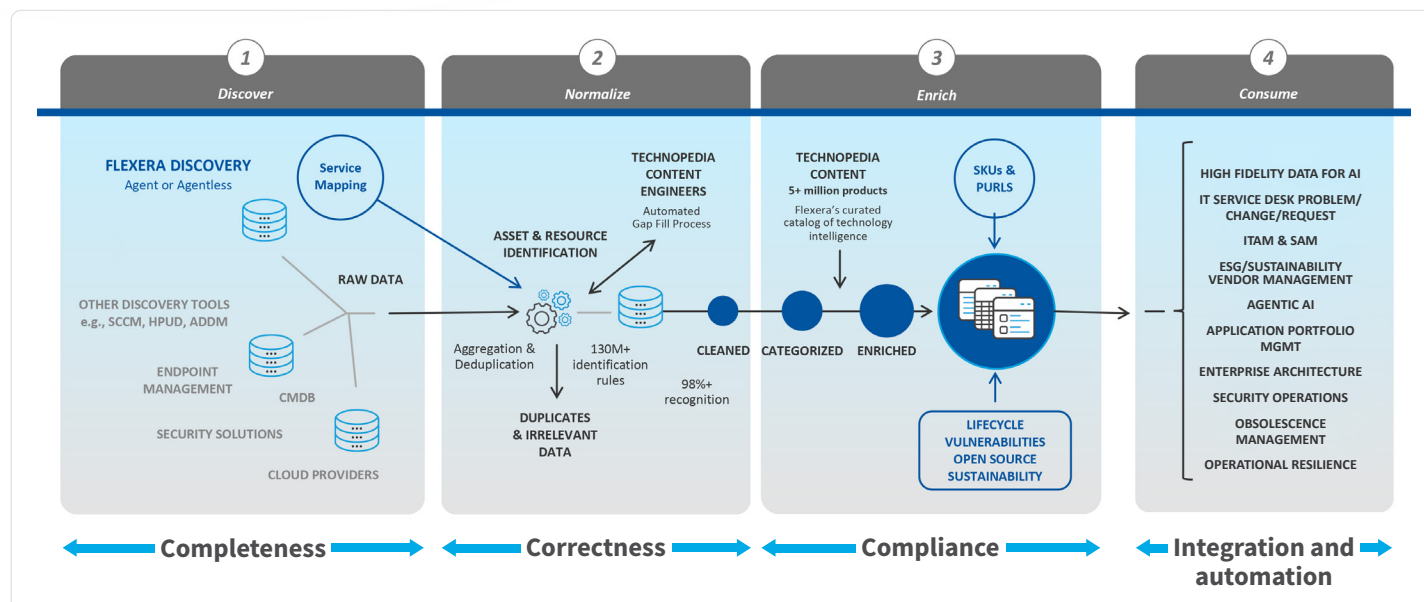 1
Discover
2
Normalize
3
Enrich
4
Consume
FLEXERA DISCOVERY
Agent or Agentless
Service
Mapping
RAW DATA
OTHER DISCOVERY TOOLS
e.g., SCCM, HPUD, ADDM
ENDPOINT
MANAGEMENT
CMDB
SECURITY SOLUTIONS
CLOUD PROVIDERS
TECHNOPEDIA
CONTENT
ENGINEERS
Automated
Gap Fill Process
ASSET & RESOURCE
IDENTIFICATION
Aggregation &
Deduplication
130M+
identification
rules
DUPLICATES
& IRRELEVANT
DATA
CLEANED
98%+
recognition
TECHNOPEDIA
CONTENT
5+ million products
Flexera's curated
catalog of technology
intelligence
SKUs &
PURLS
CATEGORIZED
ENRICHED
LIFECYCLE
VULNERABILITIES
OPEN SOURCE
SUSTAINABILITY
HIGH FIDELITY DATA FOR AI
IT SERVICE DESK PROBLEM/
CHANGE/REQUEST
ITAM & SAM
ESG/SUSTAINABILITY
VENDOR MANAGEMENT
AGENTIC AI
APPLICATION PORTFOLIO
MGMT
ENTERPRISE ARCHITECTURE
SECURITY OPERATIONS
OBSOLESCENCE
MANAGEMENT
OPERATIONAL RESILIENCE
Completeness
Correctness
Compliance
Integration and
automation